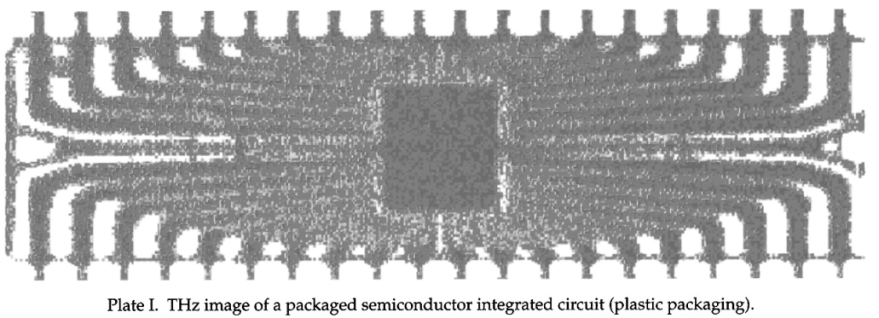 Plate I. THz image of a packaged semiconductor integrated circuit (plastic packaging).